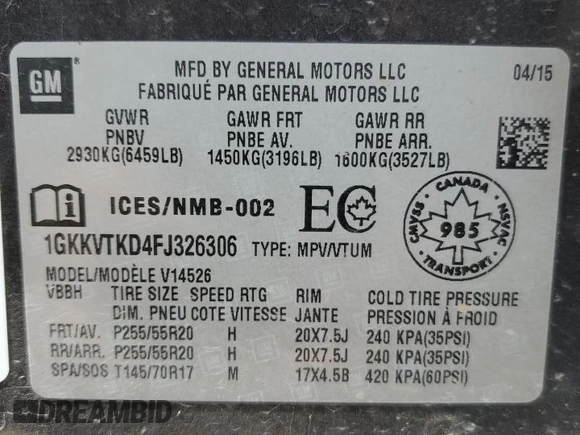 GM
MFD BY GENERAL MOTORS LLC 04/15
FABRIQUÉ PAR GENERAL MOTORS LLC
GVWR GAWR FRT GAWR RR
PNBV PNBE AV. PNBE ARR.
2930KG(6459LB) 1450KG(3196LB) 1600KG(3527LB)
ICES/NMB-002 EC
CANADA
CMVSS 985 NSVAC
TRANSPORT
1GKKVTKD4FJ326306 TYPE: MPV/VTUM
MODEL/MODÈLE V14526
VBBH TIRE SIZE SPEED RTG RIM COLD TIRE PRESSURE
DIM. PNEU COTE VITESSE JANTE PRESSION À FROID
FRT/AV. P255/55R20 H 20X7.5J 240 KPA(35PSI)
RR/ARR. P255/55R20 H 20X7.5J 240 KPA(35PSI)
SPA/SOS T145/70R17 M 17X4.5B 420 KPA(60PSI)
DREAMBID